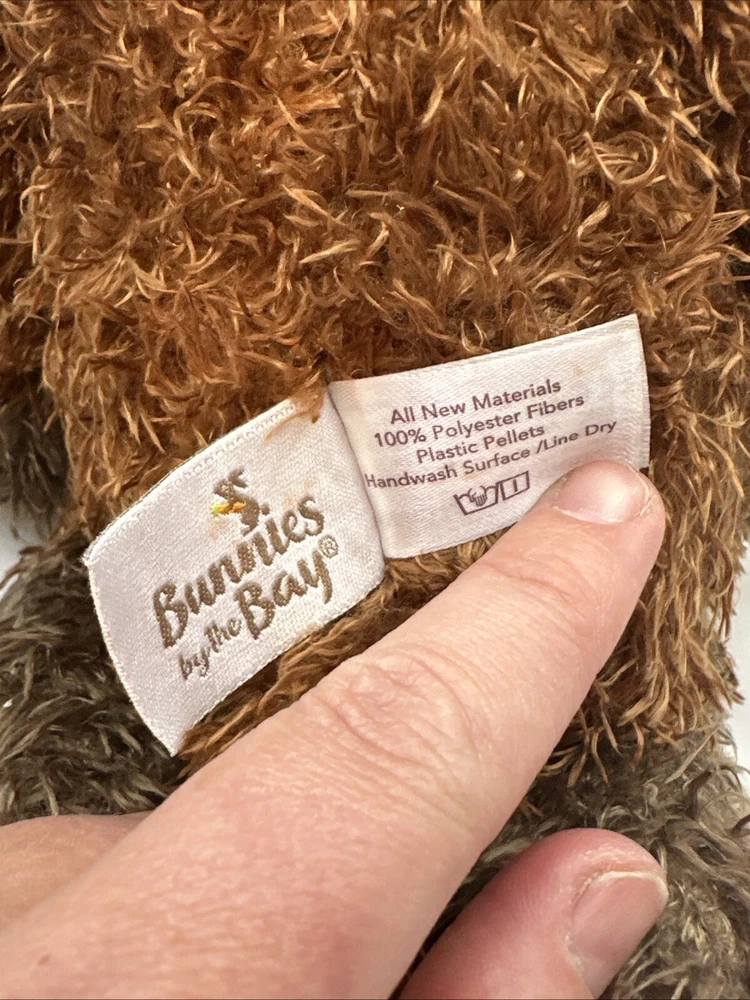 Bunnies
by the Bay®
All New Materials
100% Polyester Fibers
Plastic Pellets
Handwash Surface /Line Dry